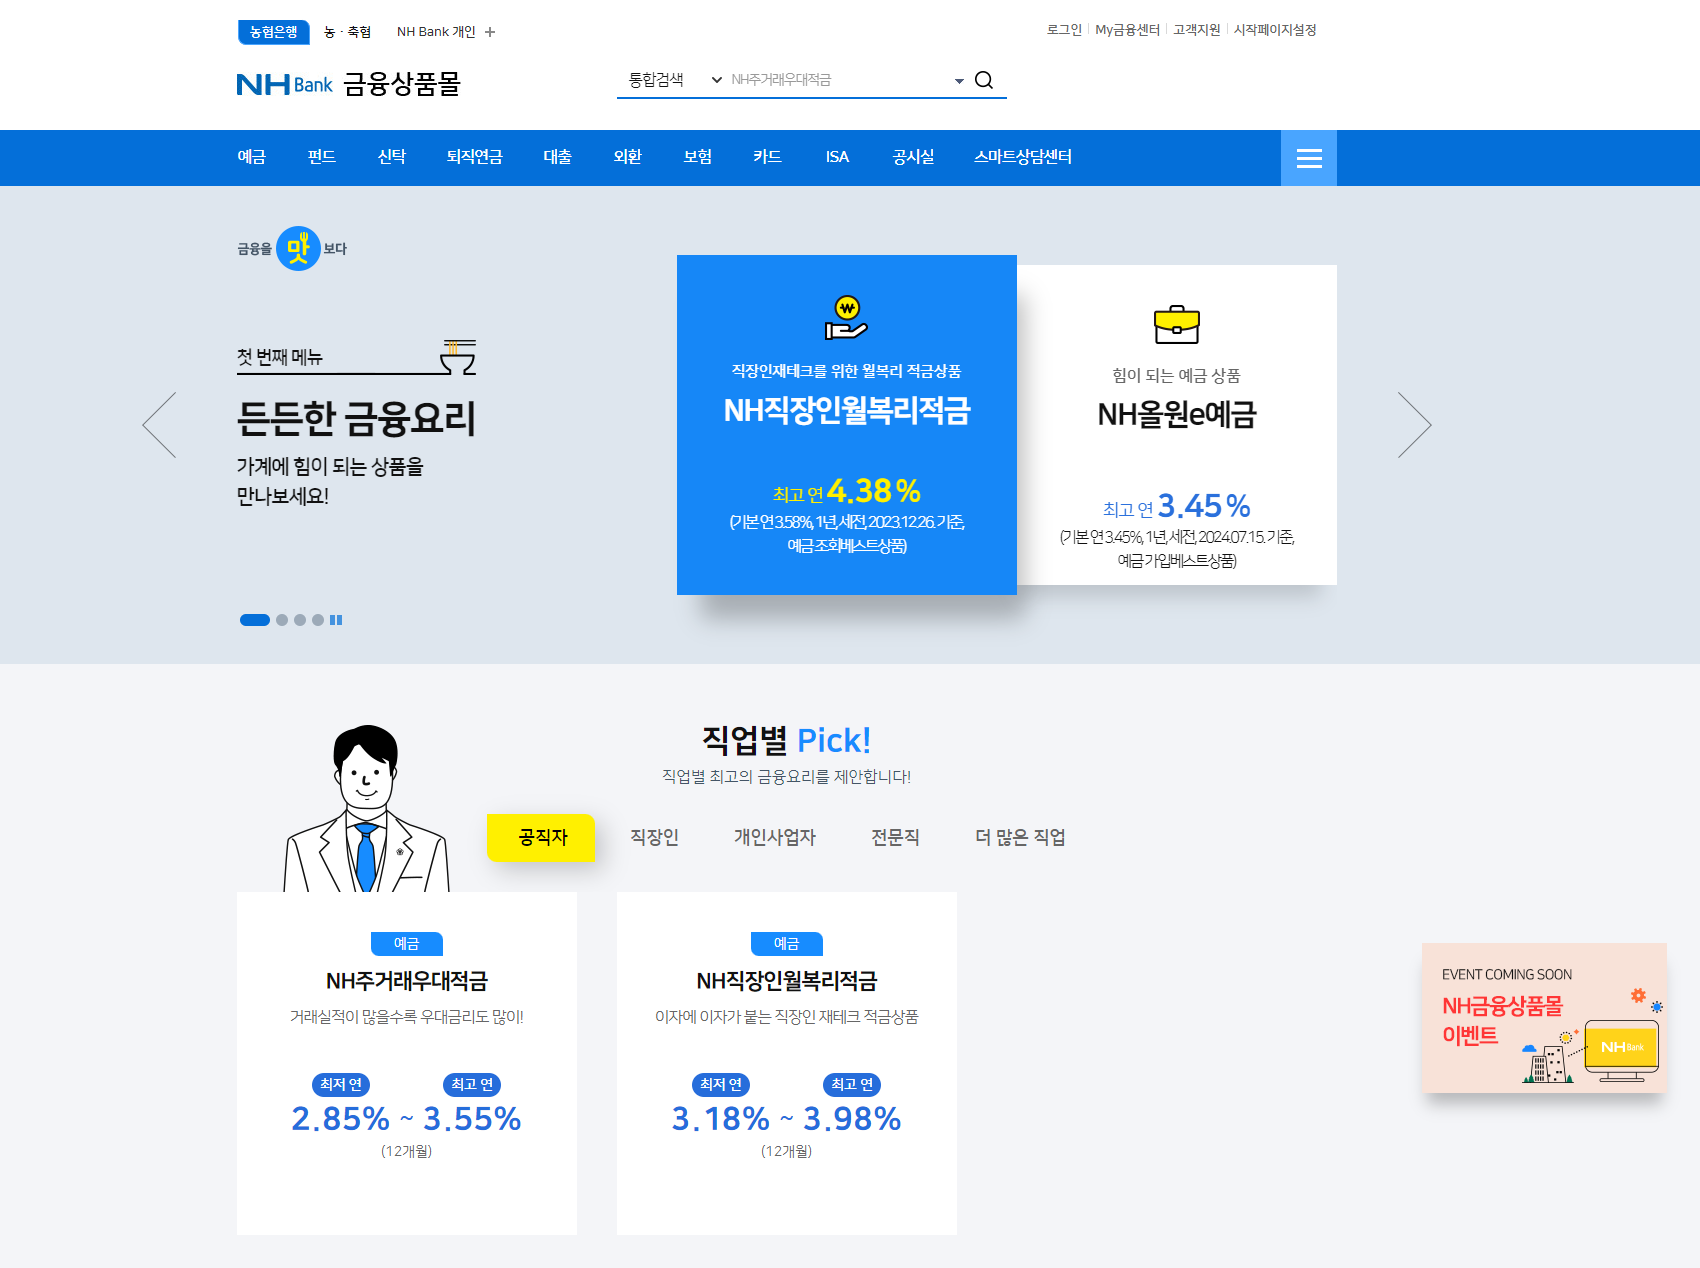 농협은행 농·축협 NH Bank 개인
로그인 My금융센터 고객지원 시작페이지설정
NH Bank 금융상품몰
통합검색 NH주거래우대적금
예금 펀드 신탁 퇴직연금 대출 외환 보험 카드 ISA 공시실 스마트상담센터
금융을 맛 보다
첫 번째 메뉴
든든한 금융요리
가계에 힘이 되는 상품을
만나보세요!
직장인재테크를 위한 월복리 적금상품
NH직장인월복리적금
최고 연 4.38%
(기본 연 3.58%, 1년, 세전, 2023.12.26. 기준,
예금 조회베스트상품)
힘이 되는 예금 상품
NH올원e예금
최고 연 3.45%
(기본 연 3.45%, 1년, 세전, 2024.07.15. 기준,
예금 가입베스트상품)
직업별 Pick!
직업별 최고의 금융요리를 제안합니다!
공직자 직장인 개인사업자 전문직 더 많은 직업
예금
NH주거래우대적금
거래실적이 많을수록 우대금리도 많이!
최저 연 최고 연
2.85% ~ 3.55%
(12개월)
예금
NH직장인월복리적금
이자에 이자가 붙는 직장인 재테크 적금상품
최저 연 최고 연
3.18% ~ 3.98%
(12개월)
EVENT COMING SOON
NH금융상품몰
이벤트
NH Bank